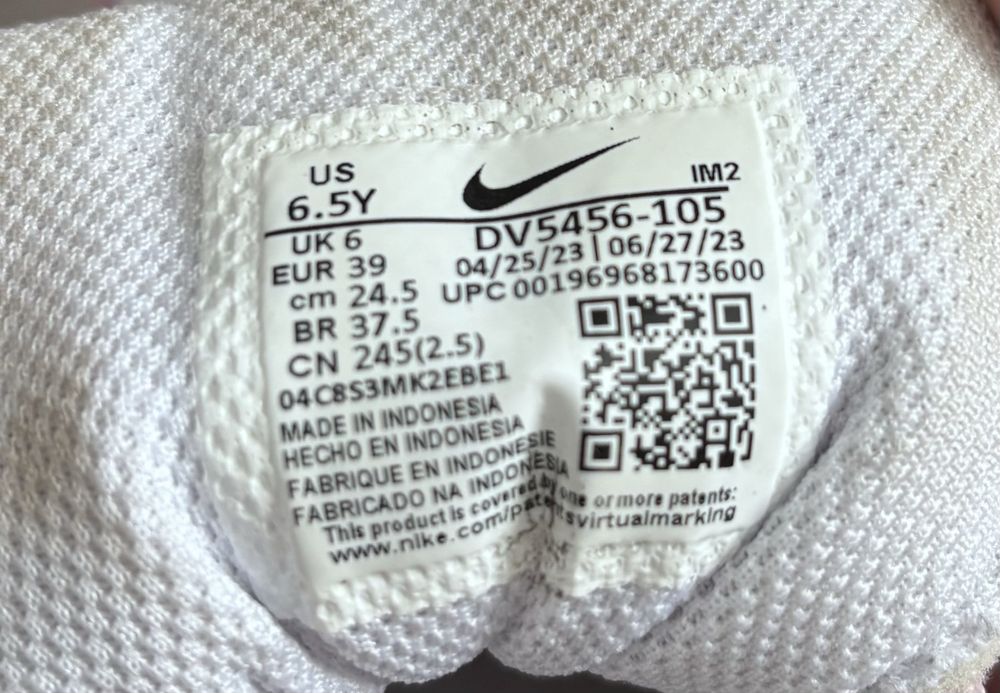 US
6.5Y
IM2
UK 6
EUR 39
cm 24.5
BR 37.5
CN 245(2.5)
DV5456-105
04/25/23 | 06/27/23
UPC 00196968173600
04C8S3MK2EBE1
MADE IN INDONESIA
HECHO EN INDONESIA
FABRIQUE EN INDONESIE
FABRICADO NA INDONESIA
This product is covered by one or more patents:
www.nike.com/patentsvirtualmarking